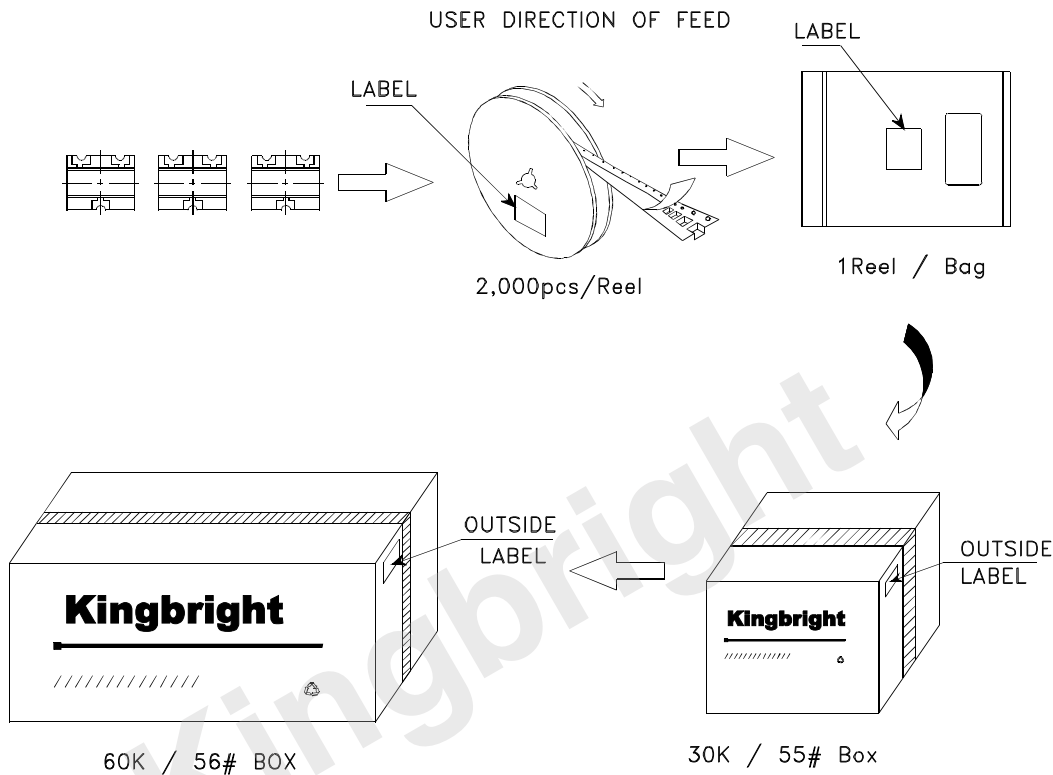 USER DIRECTION OF FEED
LABEL
LABEL
2,000pcs/Reel
1Reel / Bag
OUTSIDE
LABEL
OUTSIDE
LABEL
Kingbright
Kingbright
60K / 56# BOX
30K / 55# Box
Kingbright